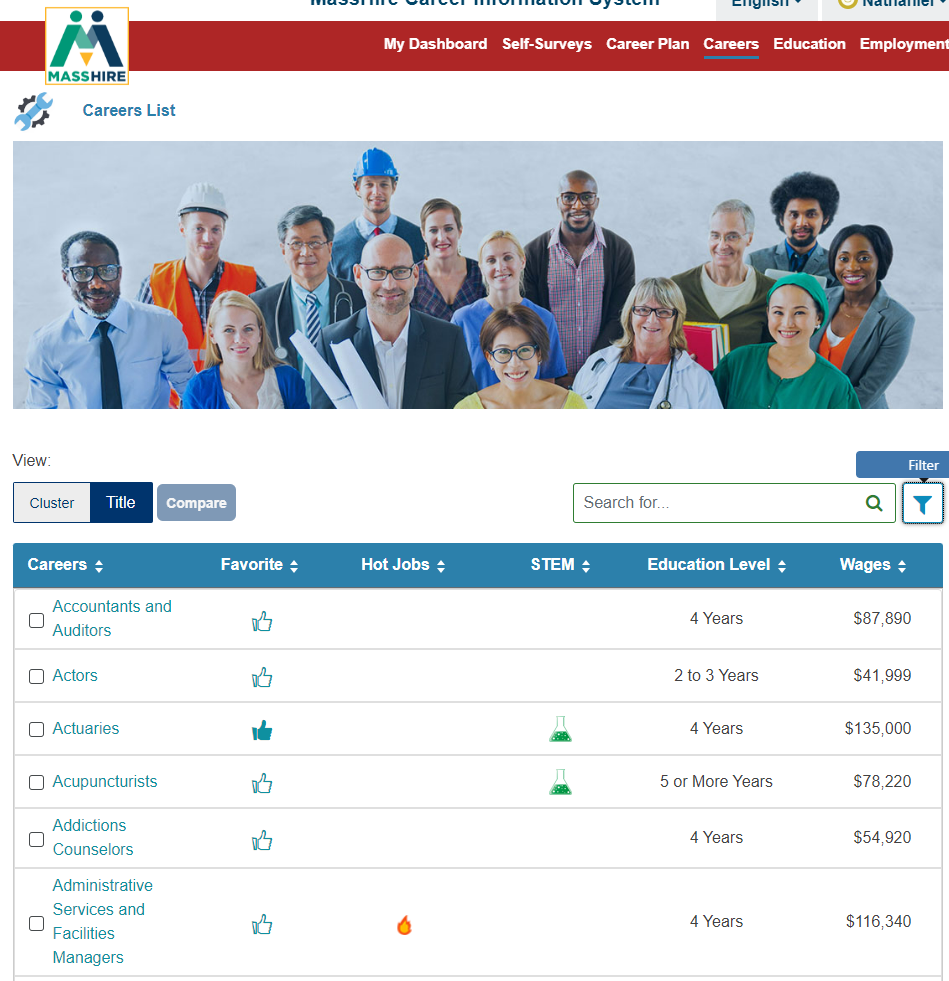 MassHire Career Information System
English
Nathaniel
MASSHIRE
My Dashboard Self-Surveys Career Plan Careers Education Employment
Careers List
View:
Filter
Cluster Title Compare Search for...
Careers Favorite Hot Jobs STEM Education Level Wages
Accountants and
Auditors
4 Years $87,890
Actors 2 to 3 Years $41,999
Actuaries 4 Years $135,000
Acupuncturists 5 or More Years $78,220
Addictions
Counselors
4 Years $54,920
Administrative
Services and
Facilities
Managers
4 Years $116,340